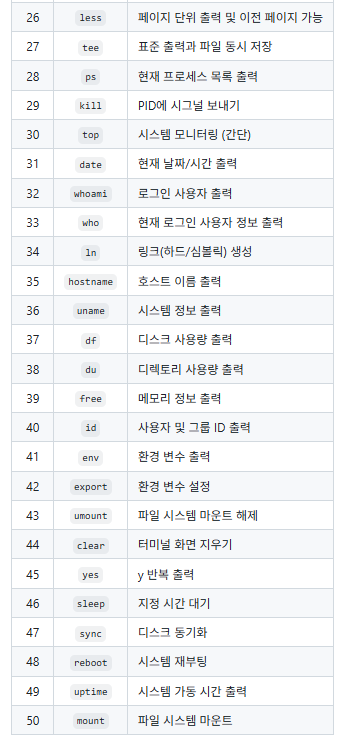 26 less 페이지 단위 출력 및 이전 페이지 가능
27 tee 표준 출력과 파일 동시 저장
28 ps 현재 프로세스 목록 출력
29 kill PID에 시그널 보내기
30 top 시스템 모니터링 (간단)
31 date 현재 날짜/시간 출력
32 whoami 로그인 사용자 출력
33 who 현재 로그인 사용자 정보 출력
34 ln 링크(하드/심볼릭) 생성
35 hostname 호스트 이름 출력
36 uname 시스템 정보 출력
37 df 디스크 사용량 출력
38 du 디렉토리 사용량 출력
39 free 메모리 정보 출력
40 id 사용자 및 그룹 ID 출력
41 env 환경 변수 출력
42 export 환경 변수 설정
43 umount 파일 시스템 마운트 해제
44 clear 터미널 화면 지우기
45 yes y 반복 출력
46 sleep 지정 시간 대기
47 sync 디스크 동기화
48 reboot 시스템 재부팅
49 uptime 시스템 가동 시간 출력
50 mount 파일 시스템 마운트